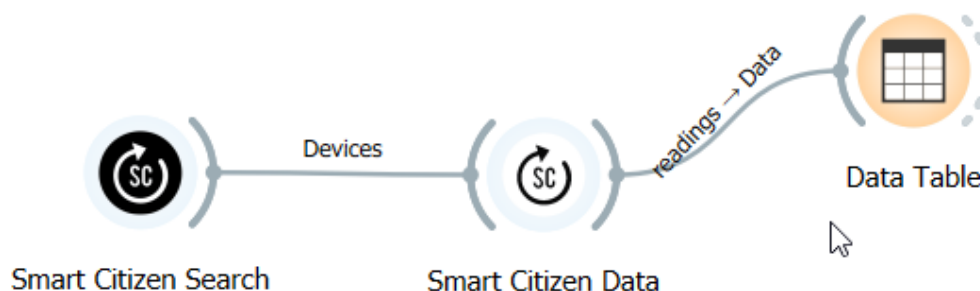 readings → Data
Devices
SC
SC
Data Table
Smart Citizen Search
Smart Citizen Data